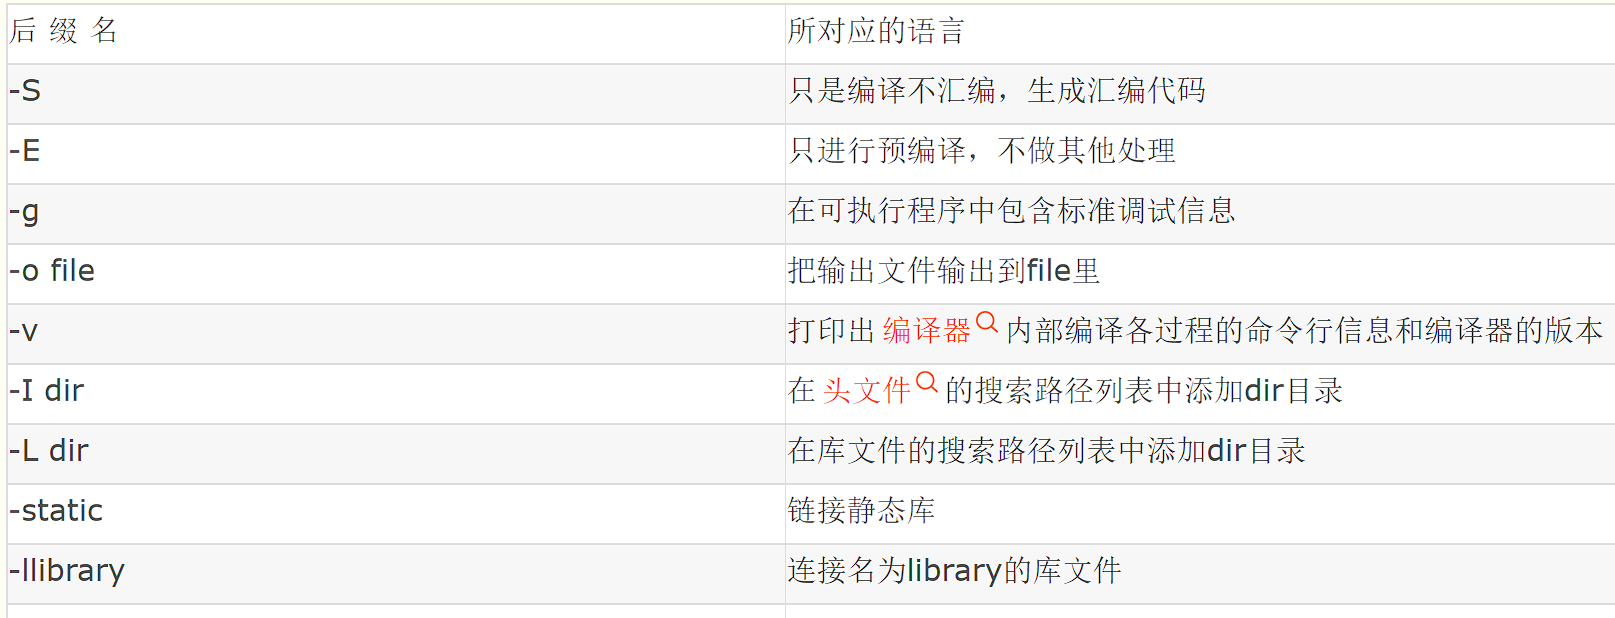 后 缀 名 所对应的语言
-S 只是编译不汇编，生成汇编代码
-E 只进行预编译，不做其他处理
-g 在可执行程序中包含标准调试信息
-o file 把输出文件输出到file里
-v 打印出 编译器 内部编译各过程的命令行信息和编译器的版本
-I dir 在 头文件 的搜索路径列表中添加dir目录
-L dir 在库文件的搜索路径列表中添加dir目录
-static 链接静态库
-llibrary 连接名为library的库文件